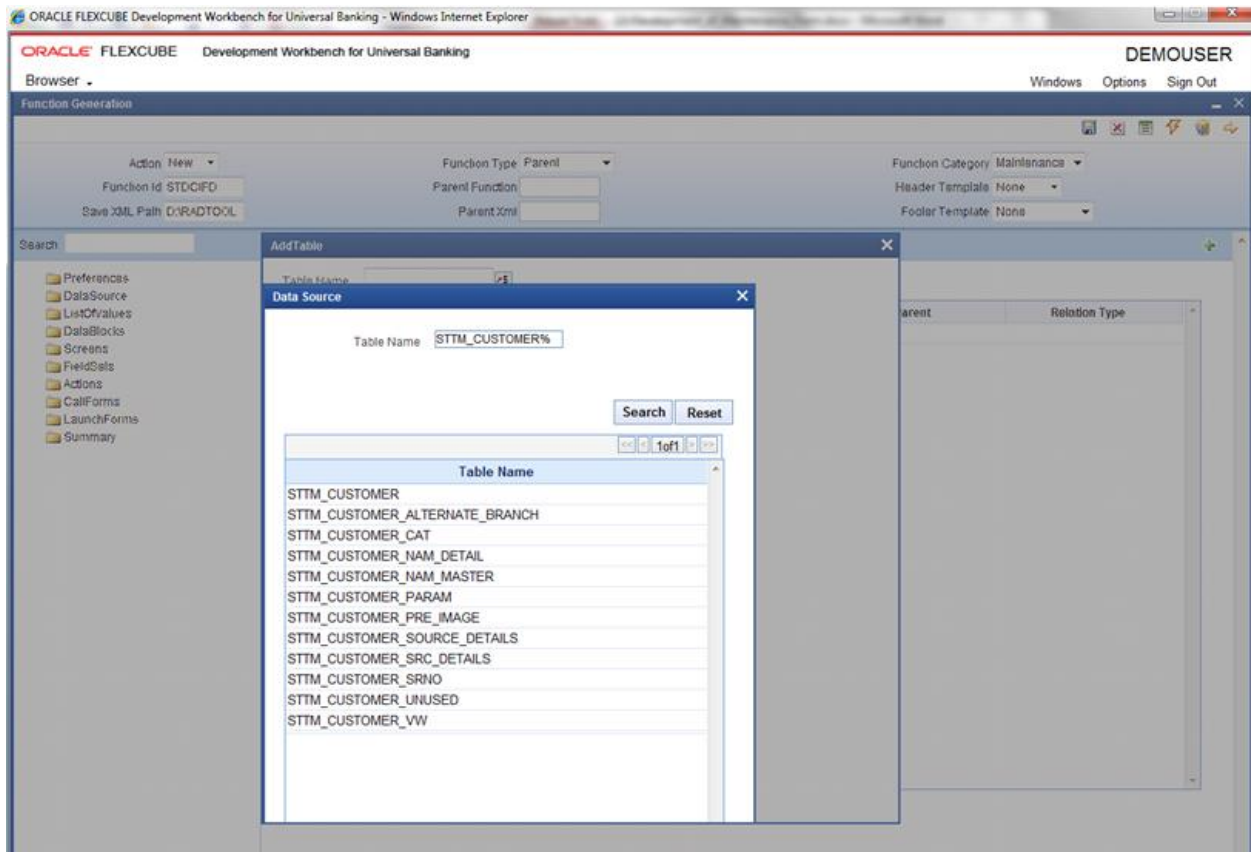 ORACLE FLEXCUBE Development Workbench for Universal Banking - Windows Internet Explorer
ORACLE FLEXCUBE Development Workbench for Universal Banking
DEMOUSER
Browser
Windows Options Sign Out
Function Generation
Action New Function Type Parent Function Category Maintenance
Function Id STDCIFD Parent Function Header Template None
Save XML Path D:\RADTOOL Parent Xml Footer Template None
Search
AddTable
Preferences
DataSource
ListOfValues
DataBlocks
Screens
FieldSets
Actions
CallForms
LaunchForms
Summary
Table Name
Data Source
arent Relation Type
Table Name STTM_CUSTOMER%
Search Reset
<< < 1of1 > >>
Table Name
STTM_CUSTOMER
STTM_CUSTOMER_ALTERNATE_BRANCH
STTM_CUSTOMER_CAT
STTM_CUSTOMER_NAM_DETAIL
STTM_CUSTOMER_NAM_MASTER
STTM_CUSTOMER_PARAM
STTM_CUSTOMER_PRE_IMAGE
STTM_CUSTOMER_SOURCE_DETAILS
STTM_CUSTOMER_SRC_DETAILS
STTM_CUSTOMER_SRNO
STTM_CUSTOMER_UNUSED
STTM_CUSTOMER_VW